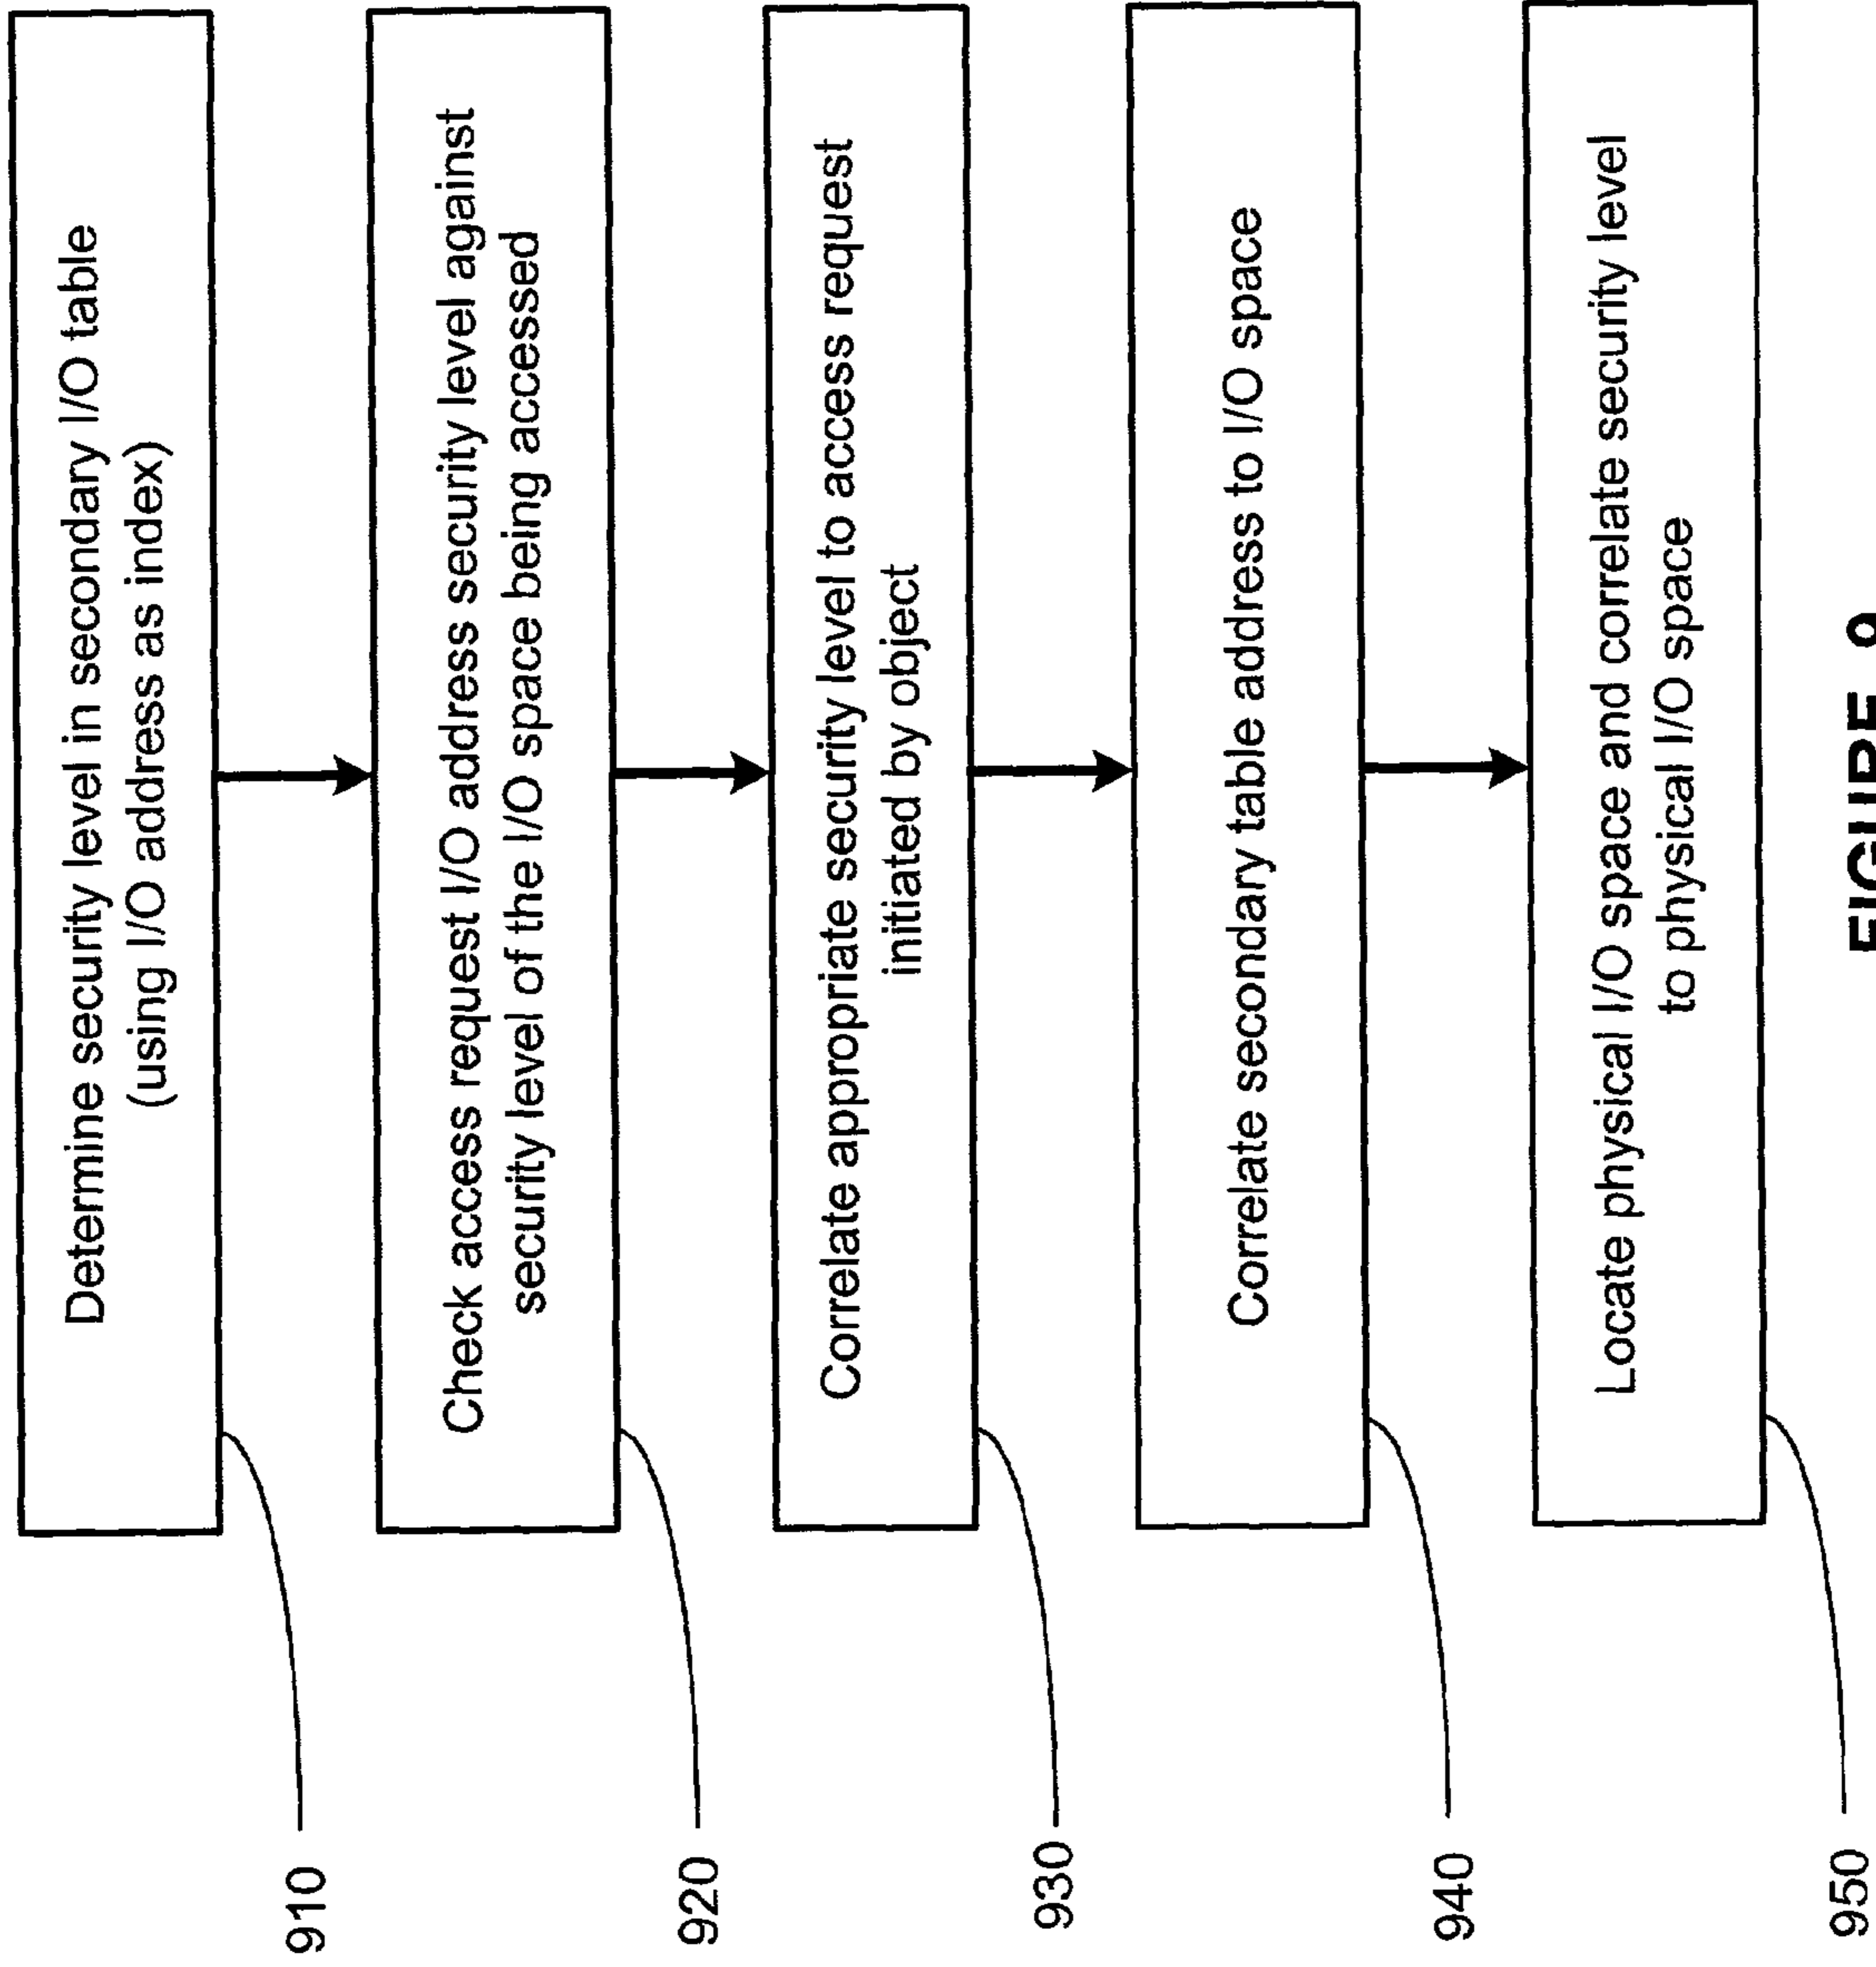 Determine security level in secondary I/O table
(using I/O address as index)
910
Check access request I/O address security level against
security level of the I/O space being accessed
920
Correlate appropriate security level to access request
initiated by object
930
Correlate secondary table address to I/O space
940
Locate physical I/O space and correlate security level
to physical I/O space
950
FIGURE 9